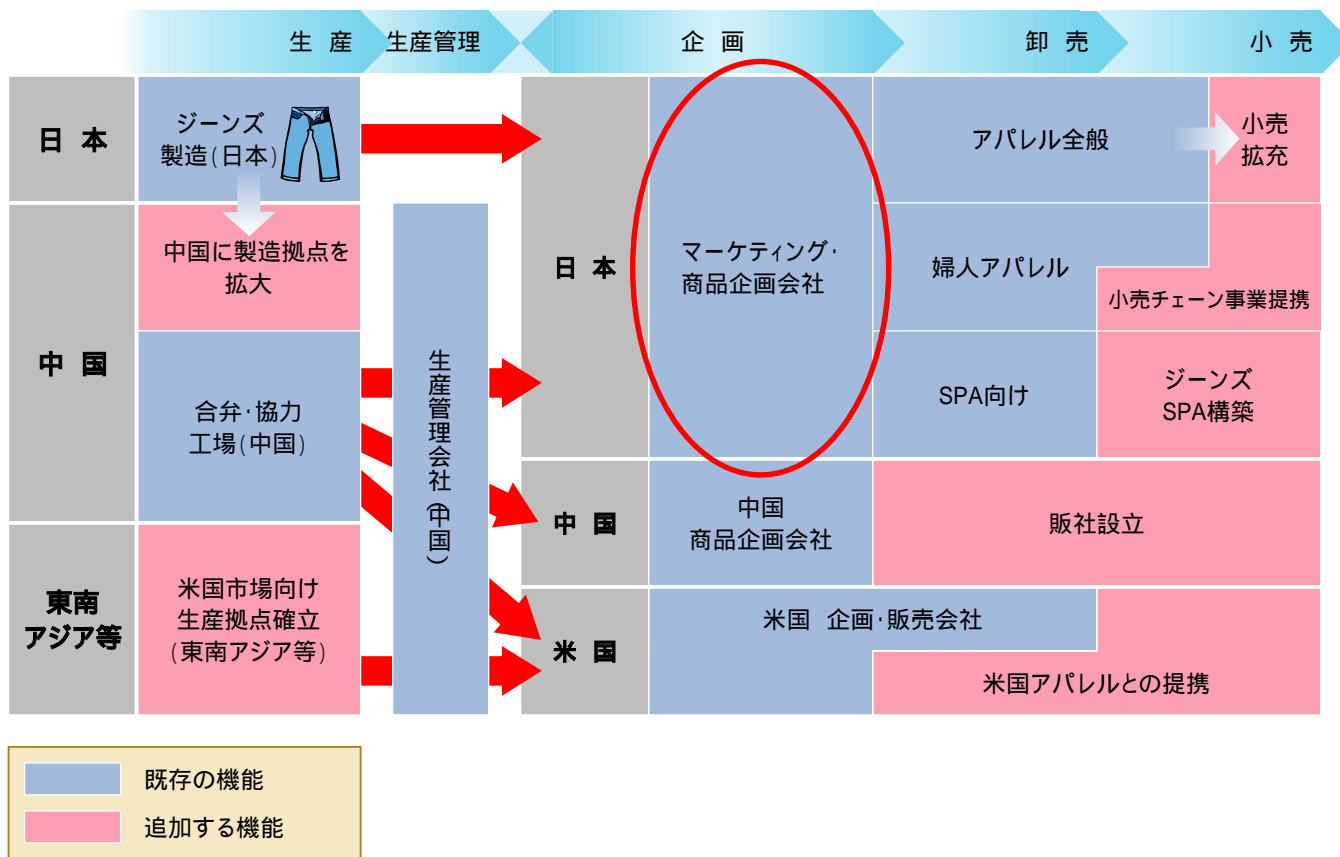 生 産
生産管理
企 画
卸 売
小 売
日 本
ジーンズ
製造(日本)
中 国
中国に製造拠点を
拡大
合弁・協力
工場(中国)
東南
アジア等
米国市場向け
生産拠点確立
(東南アジア等)
生産管理会社(中国)
日 本
マーケティング・
商品企画会社
アパレル全般
小売
拡充
婦人アパレル
小売チェーン事業提携
SPA向け
ジーンズ
SPA構築
中 国
中国
商品企画会社
販社設立
米 国
米国 企画・販売会社
米国アパレルとの提携
既存の機能
追加する機能